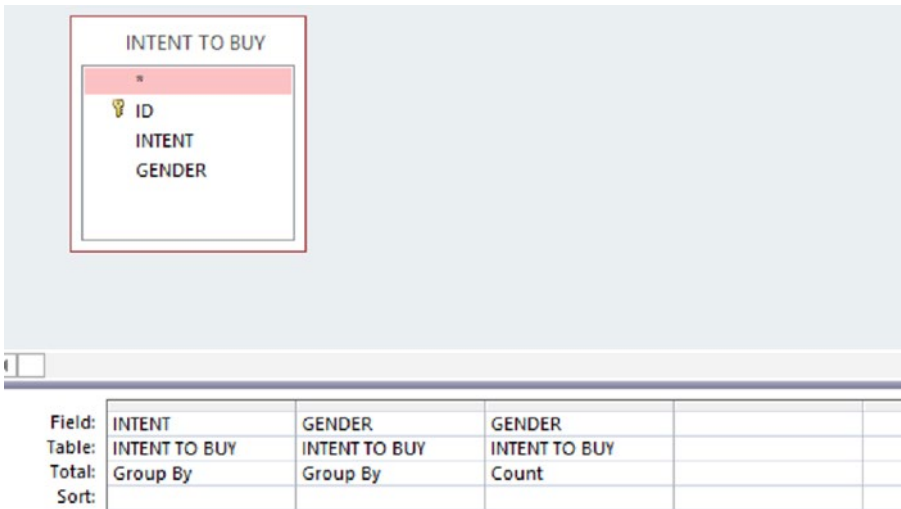 INTENT TO BUY
*
ID
INTENT
GENDER
Field: INTENT GENDER GENDER
Table: INTENT TO BUY INTENT TO BUY INTENT TO BUY
Total: Group By Group By Count
Sort: